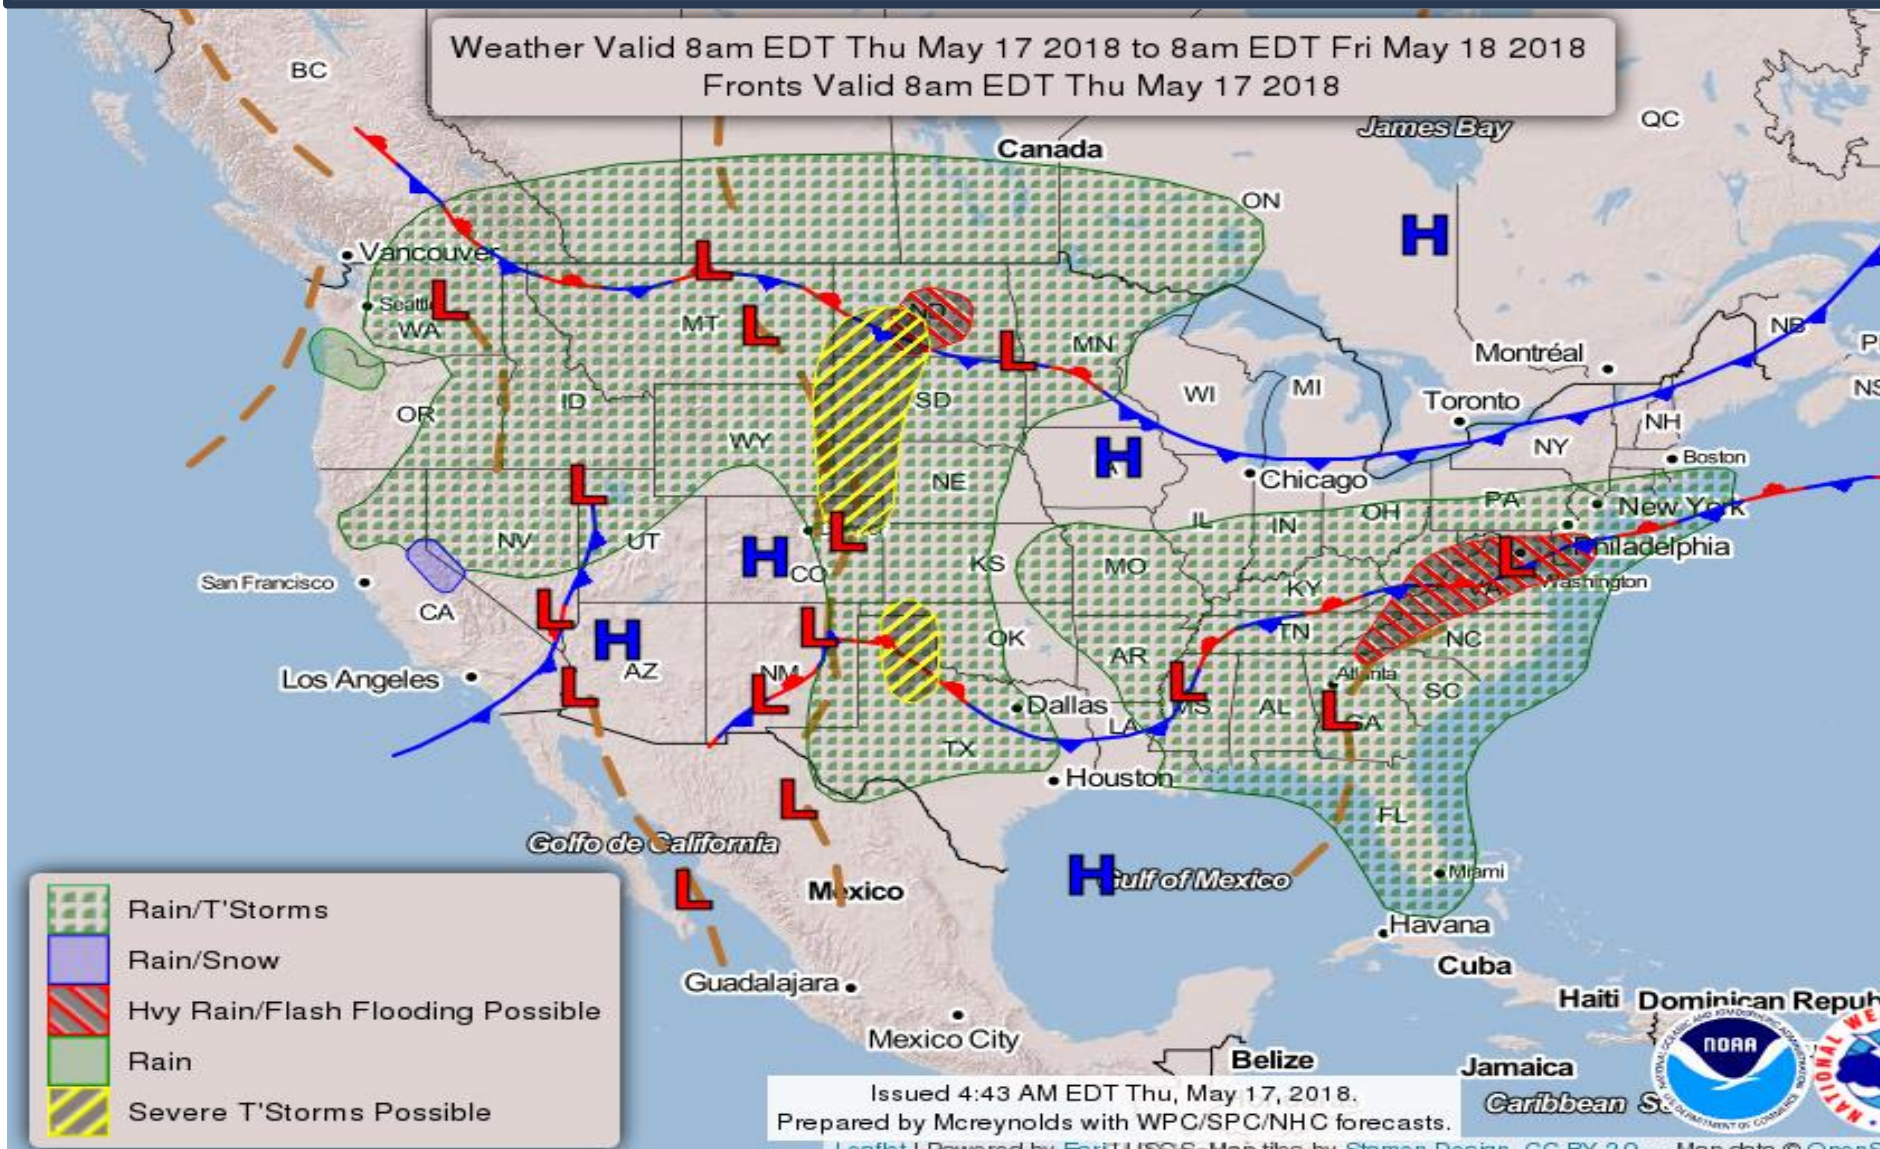 Weather Valid 8am EDT Thu May 17 2018 to 8am EDT Fri May 18 2018
Fronts Valid 8am EDT Thu May 17 2018
BC
James Bay
QC
Canada
ON
H
Vancouver
L
L
Seattle
WA
MT
L
ND
L
MN
NB
Montréal
OR
ID
SD
WI
MI
Toronto
NH
WY
NE
H
NY
Boston
Chicago
L
PA
New York
NV
UT
IL
IN
OH
L
H
CO
KS
MO
L
Philadelphia
San Francisco
CA
L
KY
VA
Washington
H
L
OK
TN
NC
Los Angeles
AZ
NM
AR
Atlanta
L
L
L
SC
Dallas
MS
AL
L
GA
LA
TX
Houston
L
FL
Golfo de California
H
Gulf of Mexico
Miami
L
Mexico
Havana
Cuba
Guadalajara
Haiti
Mexico City
Belize
Jamaica
NOAA
Rain/T'Storms
Rain/Snow
Hvy Rain/Flash Flooding Possible
Rain
Severe T'Storms Possible
Issued 4:43 AM EDT Thu, May 17, 2018.
Prepared by Mcreynolds with WPC/SPC/NHC forecasts.
Caribbean